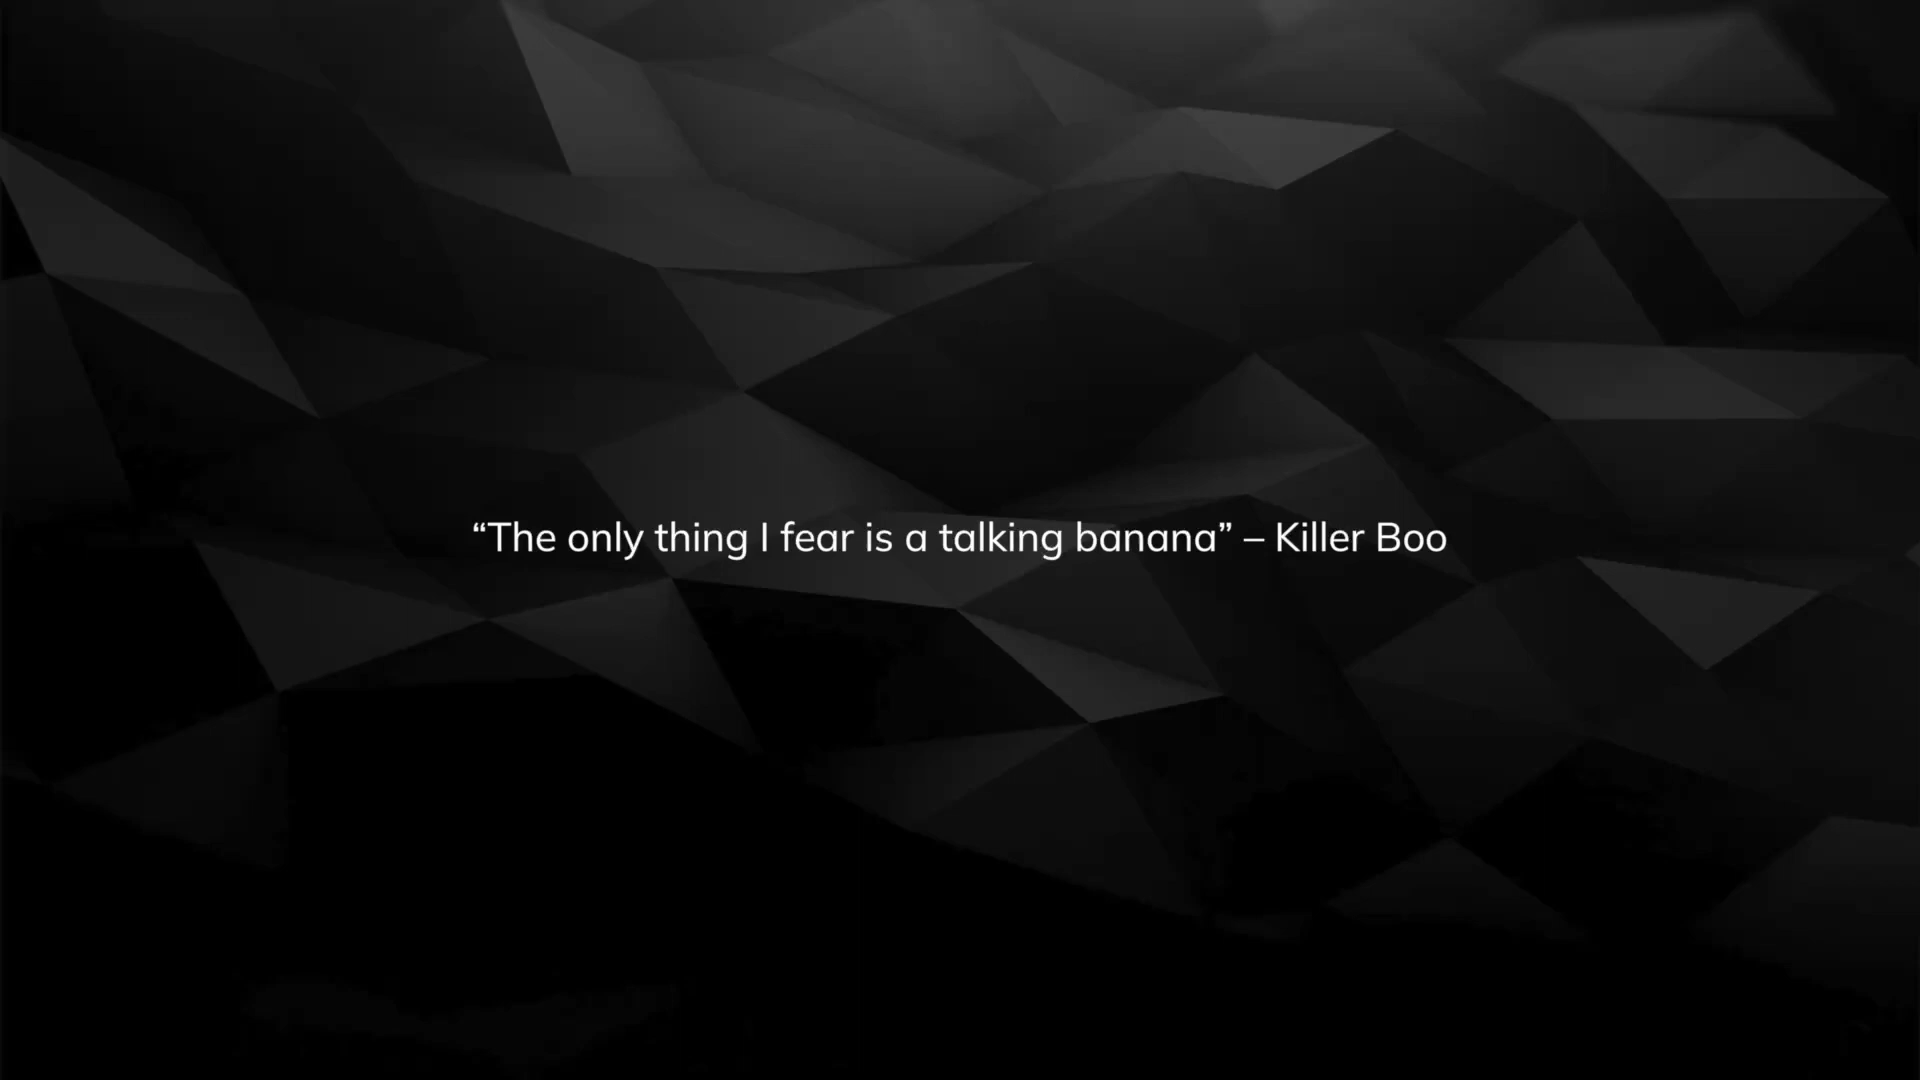 “The only thing I fear is a talking banana” – Killer Boo